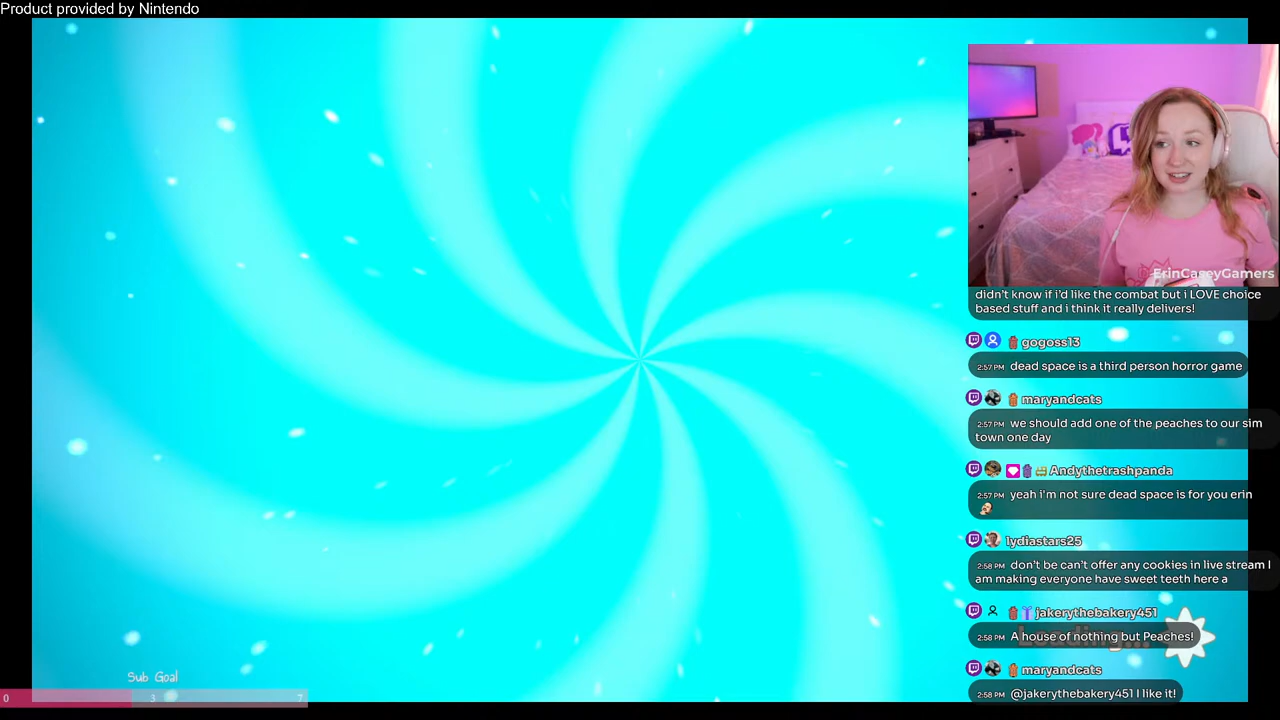 Product provided by Nintendo
ErinCaseyGamers
didn't know if i'd like the combat but i LOVE choice
based stuff and i think it really delivers!
gogoss13
2:57 PM dead space is a third person horror game
maryandcats
2:57 PM we should add one of the peaches to our sim
town one day
Andythetrashpanda
2:57 PM yeah i'm not sure dead space is for you erin
lydiastars25
2:58 PM don't be can't offer any cookies in live stream I
am making everyone have sweet teeth here a
jakerythebakery451
2:58 PM A house of nothing but Peaches!
Loading...
maryandcats
2:58 PM @jakerythebakery451 I like it!
Sub Goal
0 3 7